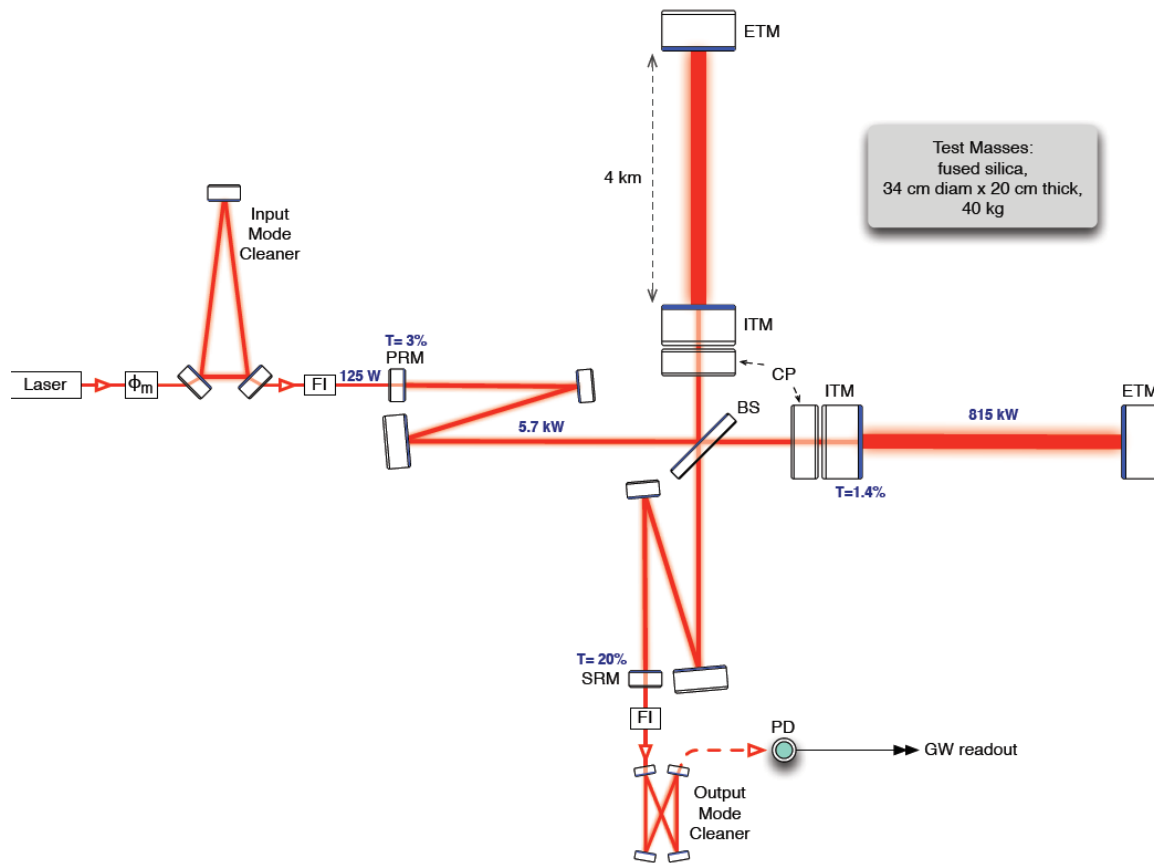 ETM
Test Masses:
fused silica,
34 cm diam x 20 cm thick,
40 kg
4 km
Input
Mode
Cleaner
ITM
T= 3%
PRM
Laser
ϕm
FI
125 W
CP
ITM
ETM
BS
5.7 kW
815 kW
T=1.4%
T= 20%
SRM
FI
PD
GW readout
Output
Mode
Cleaner